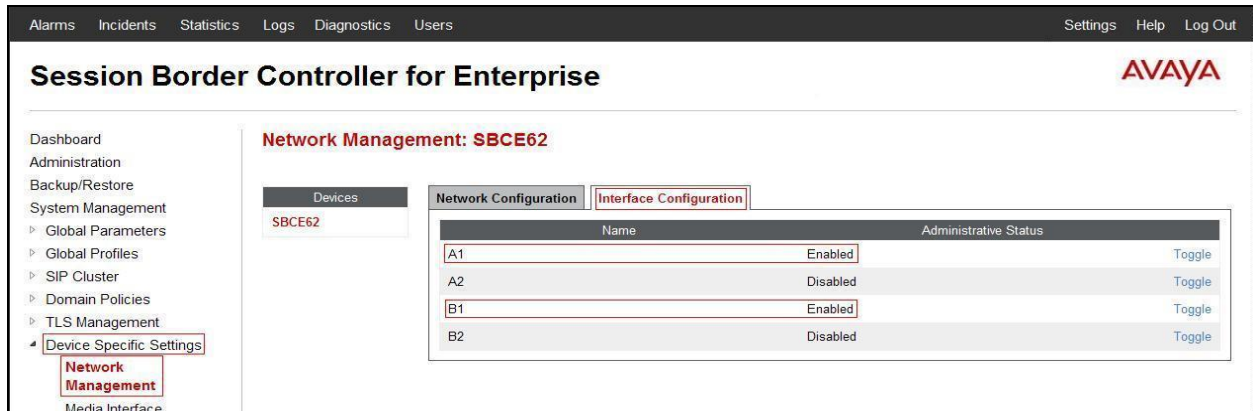 Alarms Incidents Statistics Logs Diagnostics Users Settings Help Log Out
Session Border Controller for Enterprise
AVAYA
Dashboard
Administration
Backup/Restore
System Management
Global Parameters
Global Profiles
SIP Cluster
Domain Policies
TLS Management
Device Specific Settings
Network
Management
Media Interface
Network Management: SBCE62
Devices
SBCE62
Network Configuration Interface Configuration
Name Administrative Status
A1 Enabled Toggle
A2 Disabled Toggle
B1 Enabled Toggle
B2 Disabled Toggle